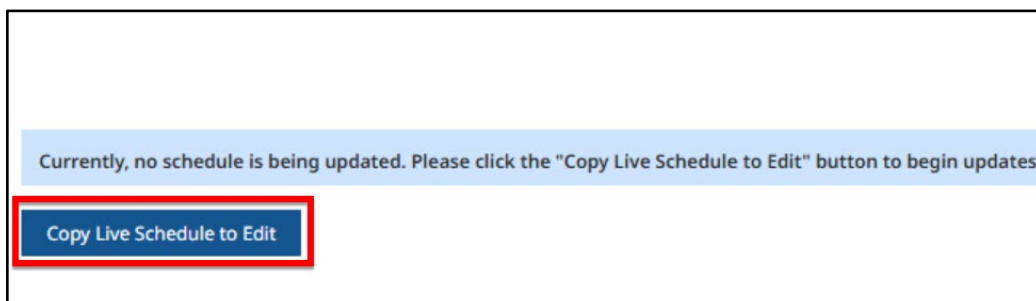 Currently, no schedule is being updated. Please click the "Copy Live Schedule to Edit" button to begin updates
Copy Live Schedule to Edit